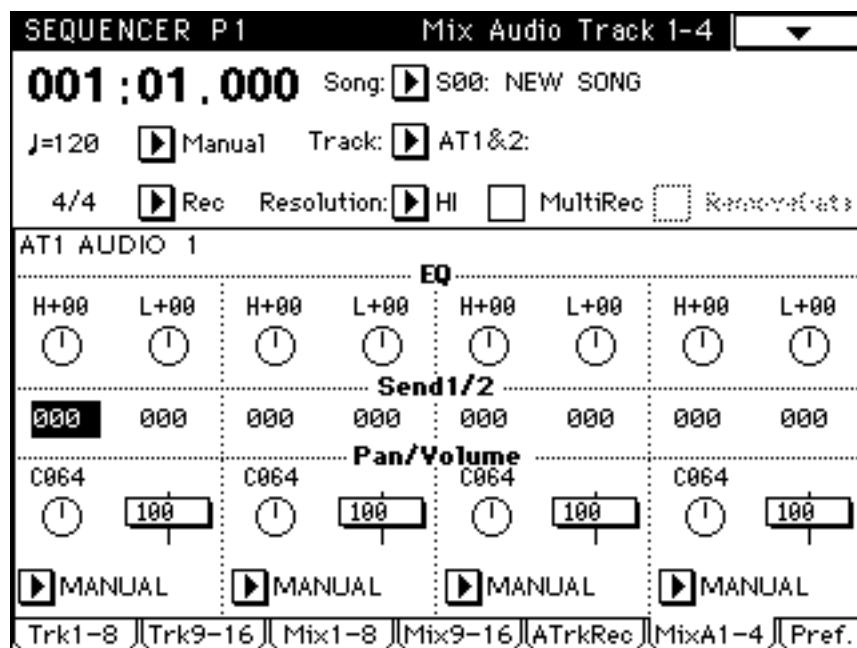 SEQUENCER P1 Mix Audio Track 1-4
001:01.000 Song: S00: NEW SONG
♩=120 Manual Track: AT1&2:
4/4 Rec Resolution: HI MultiRec
AT1 AUDIO 1
EQ
H+00 L+00 H+00 L+00 H+00 L+00 H+00 L+00
Send1/2
000 000 000 000 000 000 000 000
Pan/Volume
C064 C064 C064 C064
100 100 100 100
MANUAL MANUAL MANUAL MANUAL
Trk1-8 Trk9-16 Mix1-8 Mix9-16 ATrkRec MixA1-4 Pref.